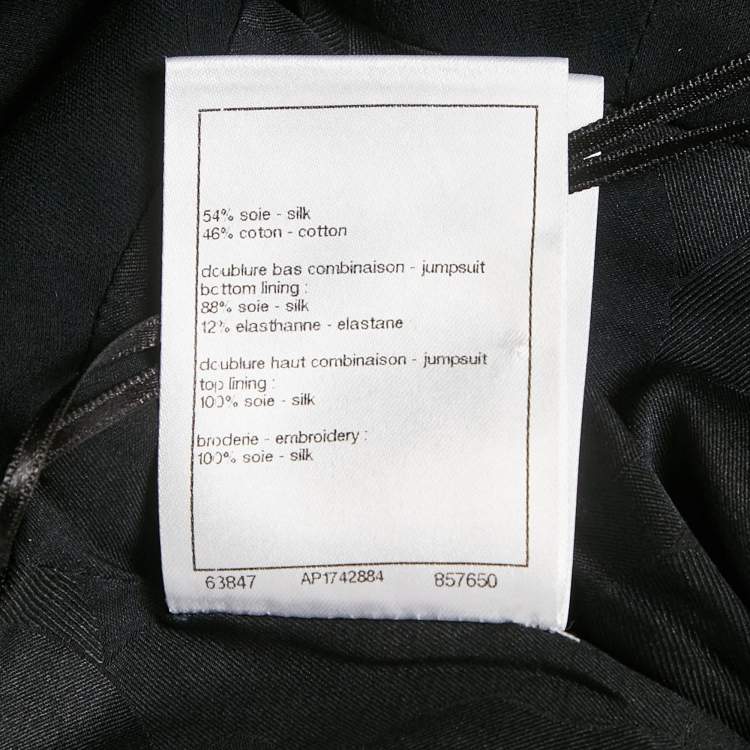 54% soie - silk
46% coton - cotton
doublure bas combinaison - jumpsuit
bottom lining :
88% soie - silk
12% elasthanne - elastane
doublure haut combinaison - jumpsuit
top lining :
100% soie - silk
broderie - embroidery :
100% soie - silk
63847 AP1742884 857650